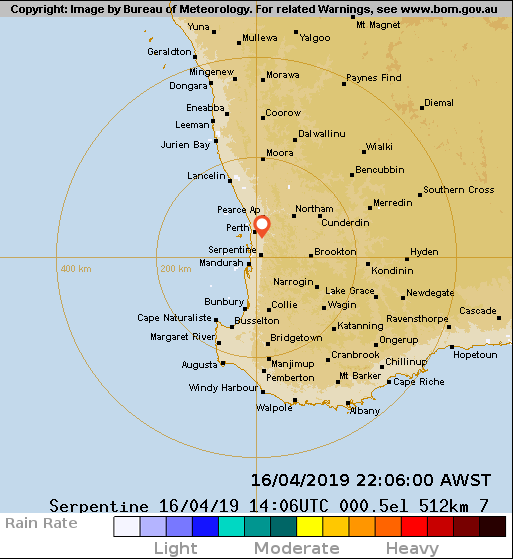 Copyright: Image by Bureau of Meteorology. For related Warnings, see www.bom.gov.au
Mt Magnet
Yuna
Mullewa
Yalgoo
Geraldton
Mingenew
Morawa
Paynes Find
Dongara
Diemal
Eneabba
Coorow
Leeman
Dalwallinu
Jurien Bay
Wialki
Moora
Bencubbin
Lancelin
Southern Cross
Merredin
Pearce Ap
Northam
Cunderdin
Perth
Serpentine
Brookton
Hyden
Mandurah
Kondinin
400 km
200 km
Narrogin
Lake Grace
Newdegate
Bunbury
Collie
Wagin
Cascade
Cape Naturaliste
Busselton
Katanning
Ravensthorpe
Margaret River
Bridgetown
Ongerup
Cranbrook
Hopetoun
Augusta
Manjimup
Chillinup
Pemberton
Mt Barker
Cape Riche
Windy Harbour
Walpole
Albany
16/04/2019 22:06:00 AWST
Serpentine 16/04/19 14:06UTC 000.5el 512km 7
Rain Rate
Light Moderate Heavy